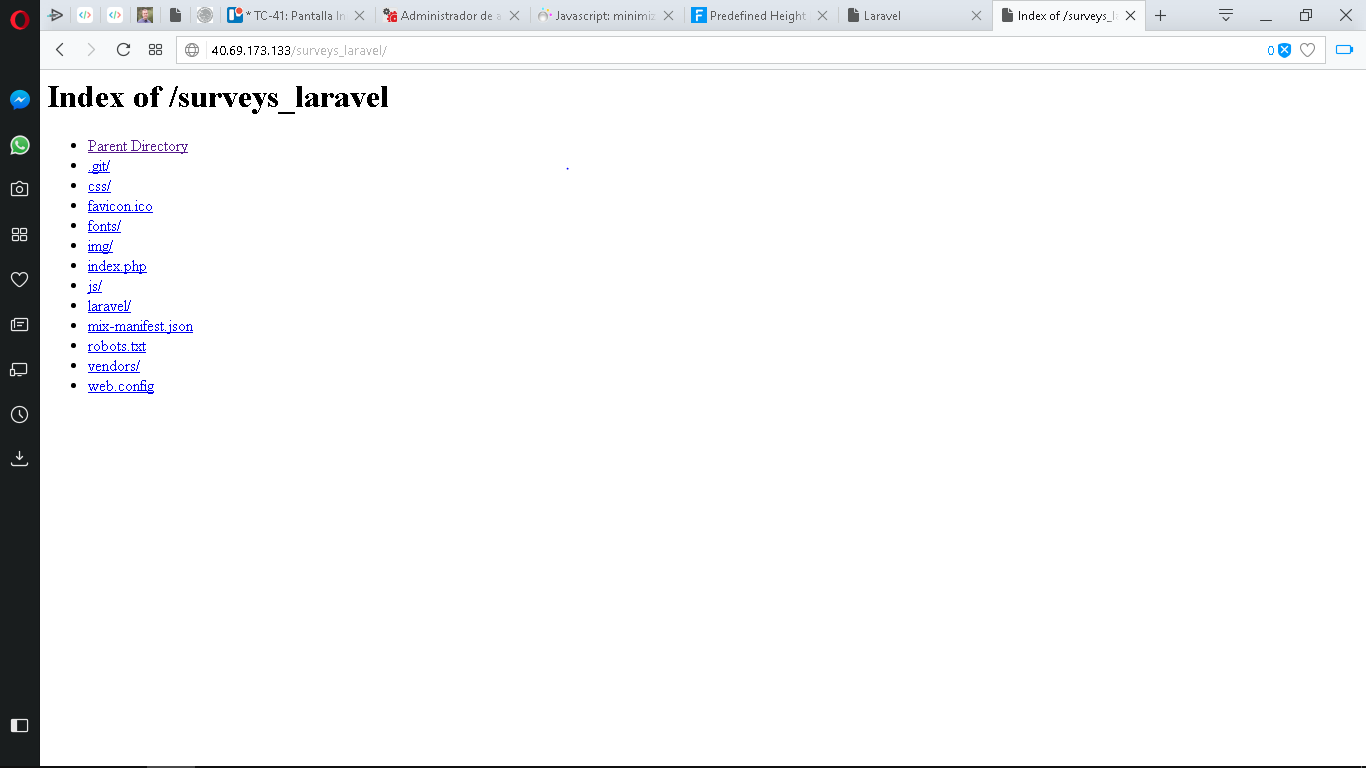 * TC-41: Pantalla In
Administrador de a
Javascript: minimiz
Predefined Height
Laravel
Index of /surveys_l
40.69.173.133/surveys_laravel/
0
Index of /surveys_laravel
Parent Directory
.git/
css/
favicon.ico
fonts/
img/
index.php
js/
laravel/
mix-manifest.json
robots.txt
vendors/
web.config